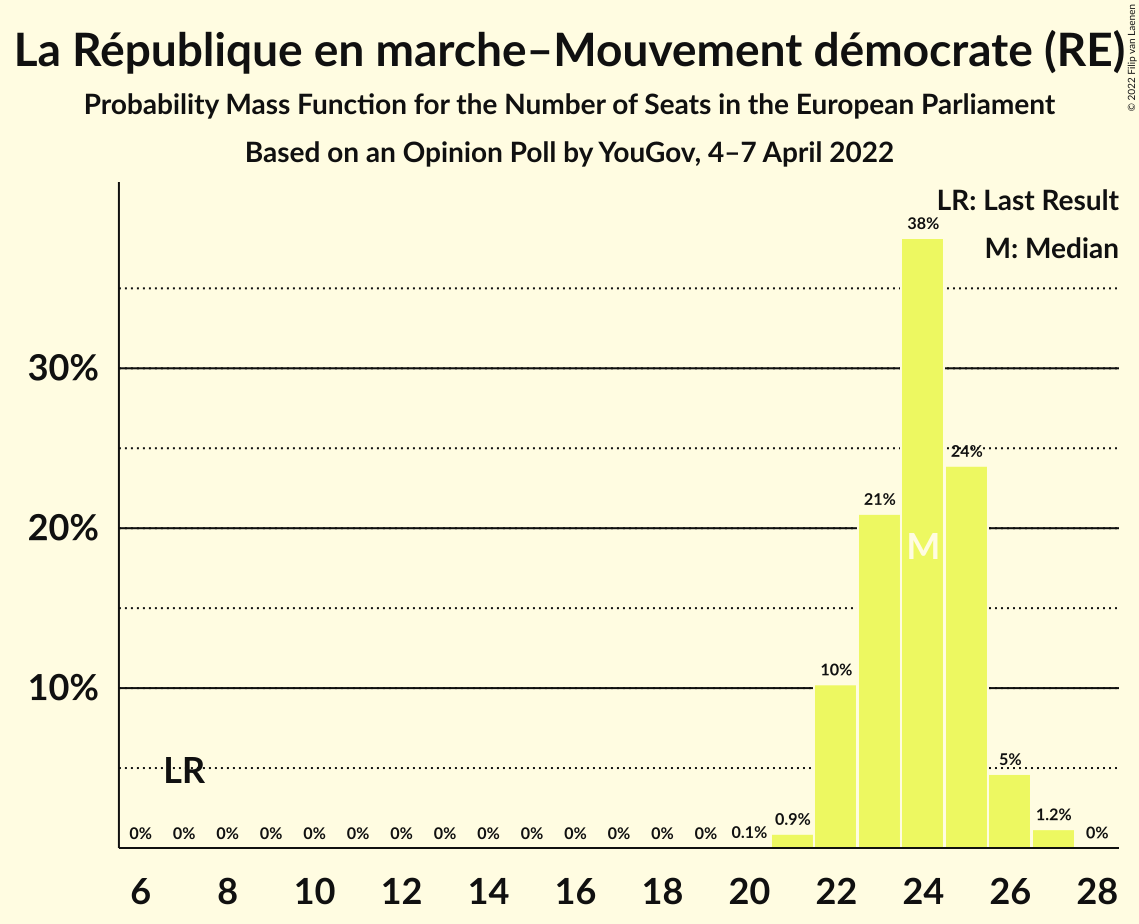 La République en marche–Mouvement démocrate (RE)
© 2022 Filip van Laenen
Probability Mass Function for the Number of Seats in the European Parliament
Based on an Opinion Poll by YouGov, 4–7 April 2022
LR: Last Result
M: Median
38%
30%
24%
21%
20%
M
10%
10%
LR
5%
0% 0% 0% 0% 0% 0% 0% 0% 0% 0% 0% 0% 0% 0% 0.1% 0.9% 1.2% 0%
6 8 10 12 14 16 18 20 22 24 26 28